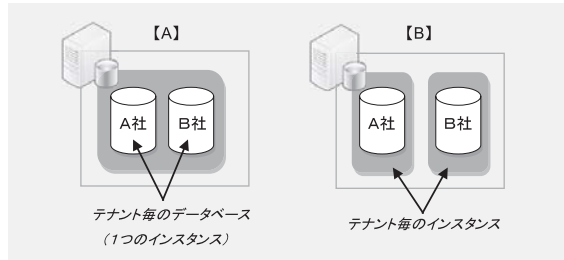 【A】
【B】
A社
B社
A社
B社
テナント毎のデータベース
（1つのインスタンス）
テナント毎のインスタンス